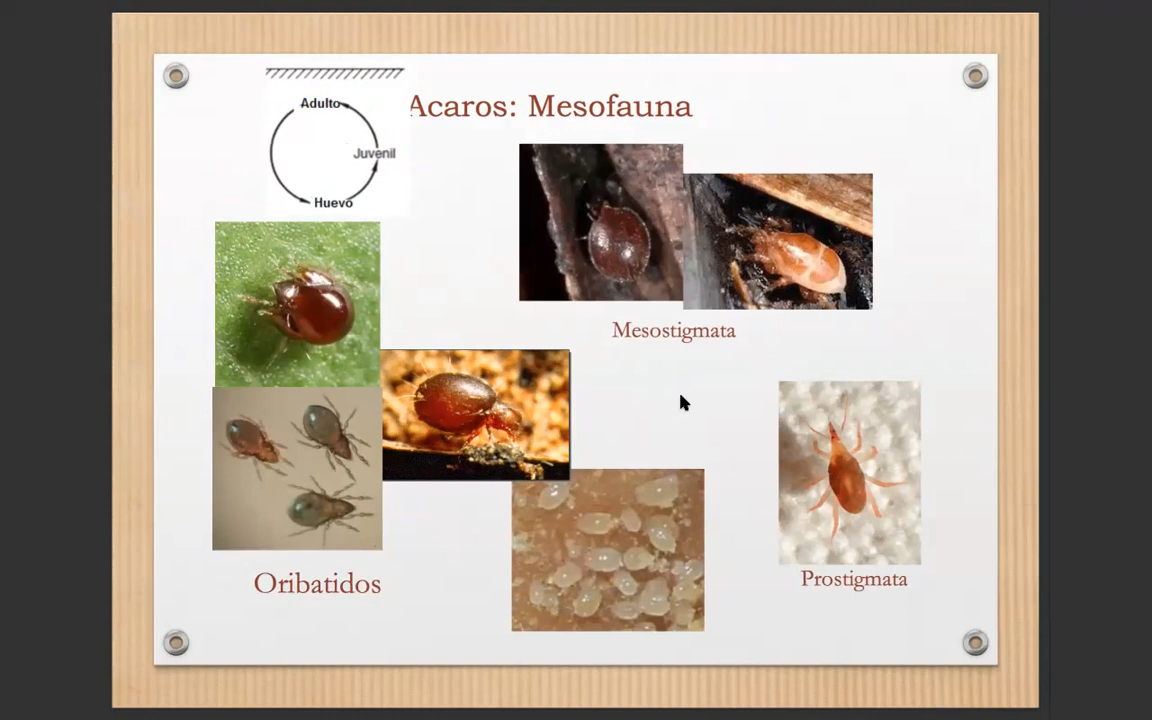 Adulto
Acaros: Mesofauna
Juvenil
Huevo
Mesostigmata
Prostigmata
Oribatidos